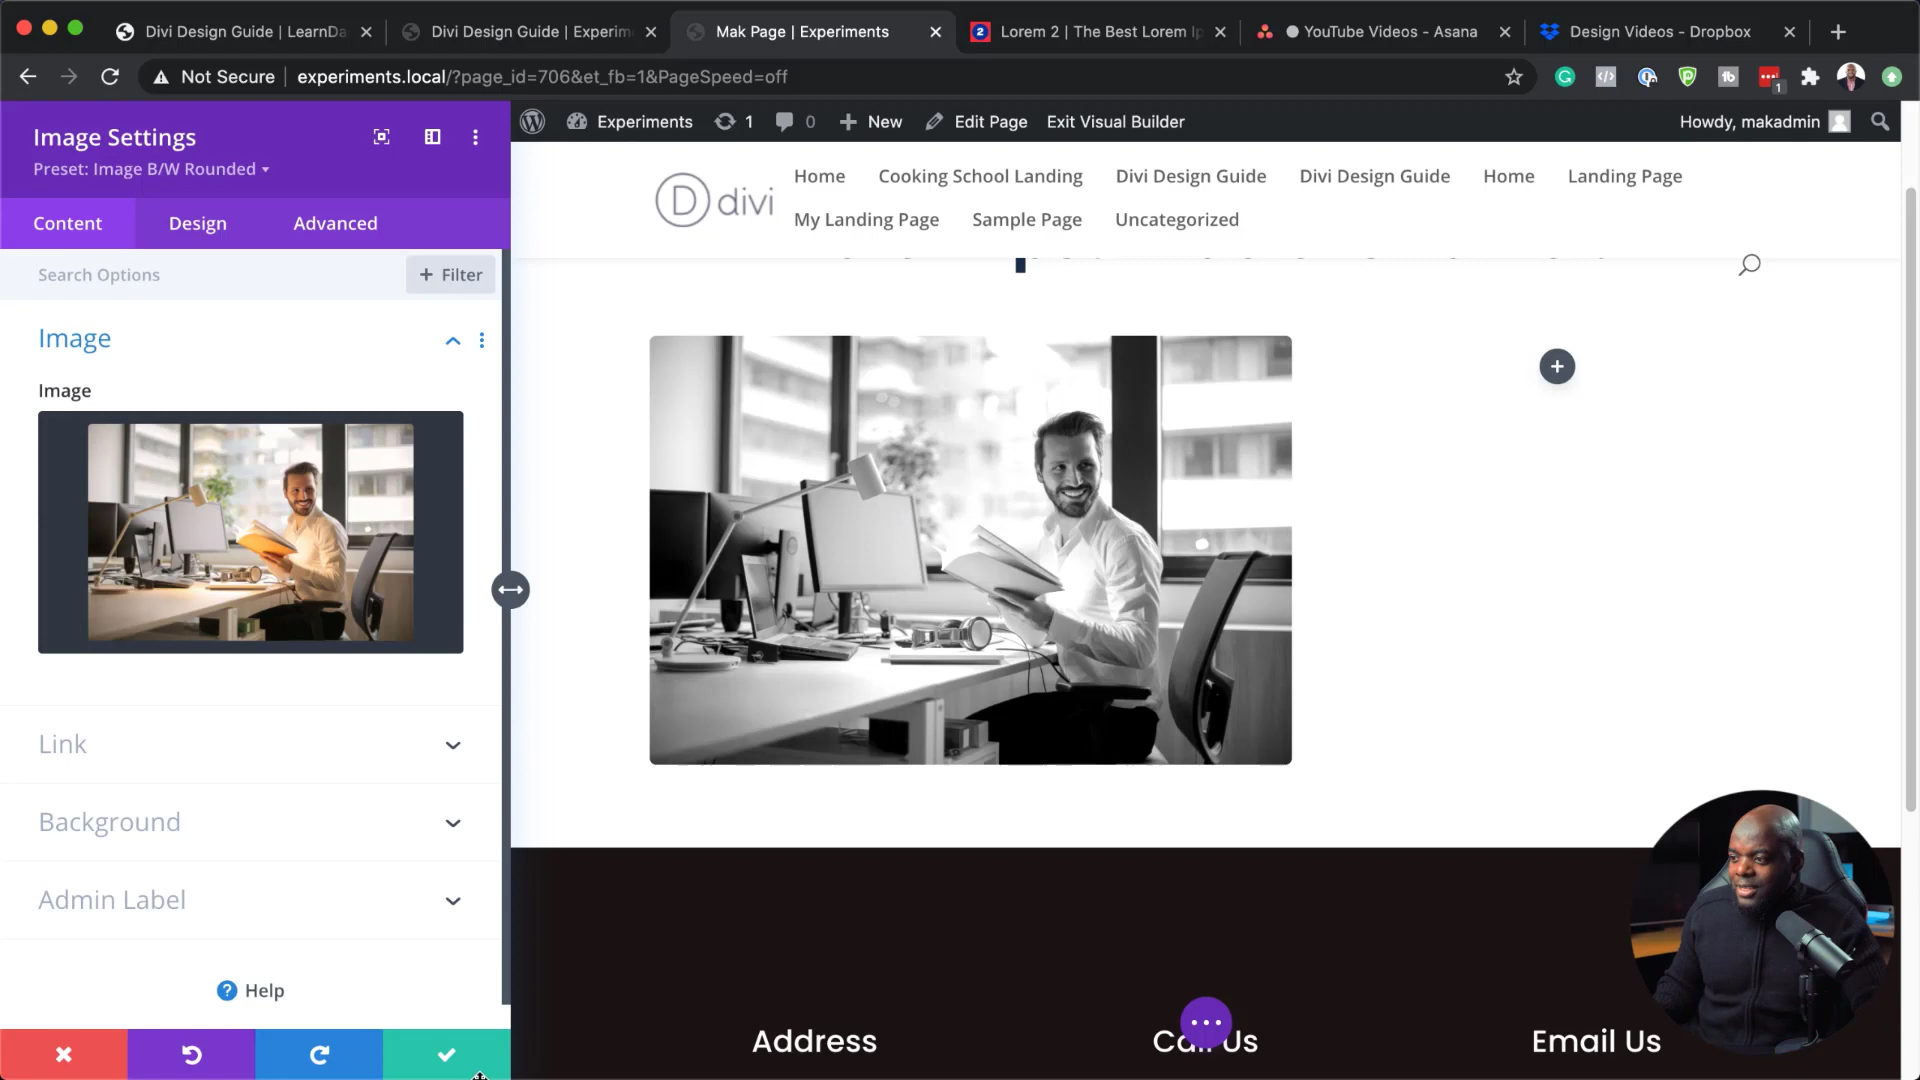 Divi Design Guide | LearnDa
Divi Design Guide | Experim
Mak Page | Experiments
2 Lorem 2 | The Best Lorem Ip
YouTube Videos - Asana
Design Videos - Dropbox
Not Secure
experiments.local/?page_id=706&et_fb=1&PageSpeed=off
1
Image Settings
Preset: Image B/W Rounded
Content
Design
Advanced
Search Options
+ Filter
Image
Image
Link
Background
Admin Label
? Help
Experiments
1
0
+ New
Edit Page
Exit Visual Builder
Howdy, makadmin
D divi
Home
Cooking School Landing
Divi Design Guide
Divi Design Guide
Home
Landing Page
My Landing Page
Sample Page
Uncategorized
Address
Email Us